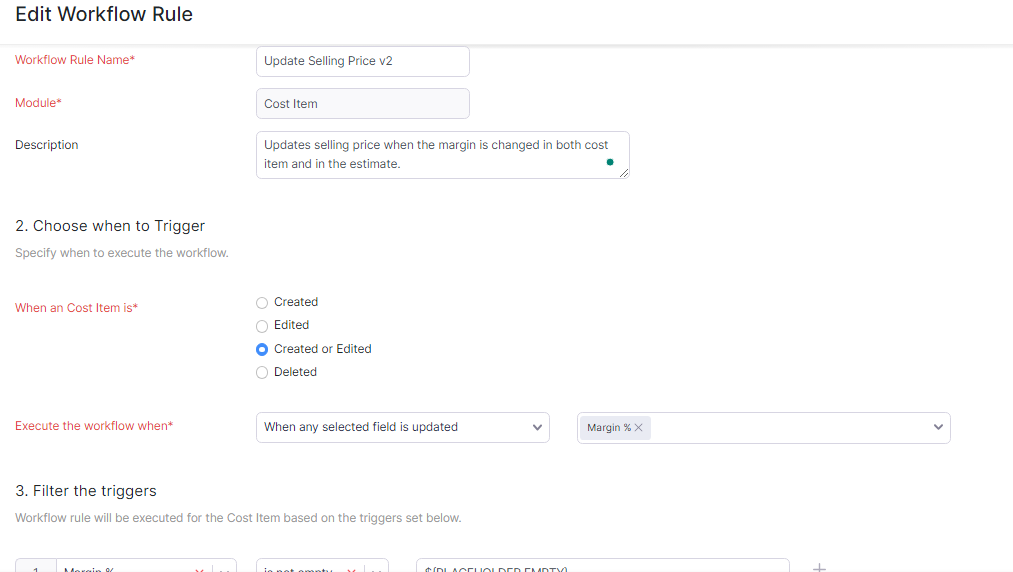 Edit Workflow Rule
Workflow Rule Name*
Update Selling Price v2
Module*
Cost Item
Description
Updates selling price when the margin is changed in both cost
item and in the estimate.
2. Choose when to Trigger
Specify when to execute the workflow.
When an Cost Item is*
Created
Edited
Created or Edited
Deleted
Execute the workflow when*
When any selected field is updated
Margin %
3. Filter the triggers
Workflow rule will be executed for the Cost Item based on the triggers set below.
1
Margin %
is not empty
${PLACEHOLDER.EMPTY}